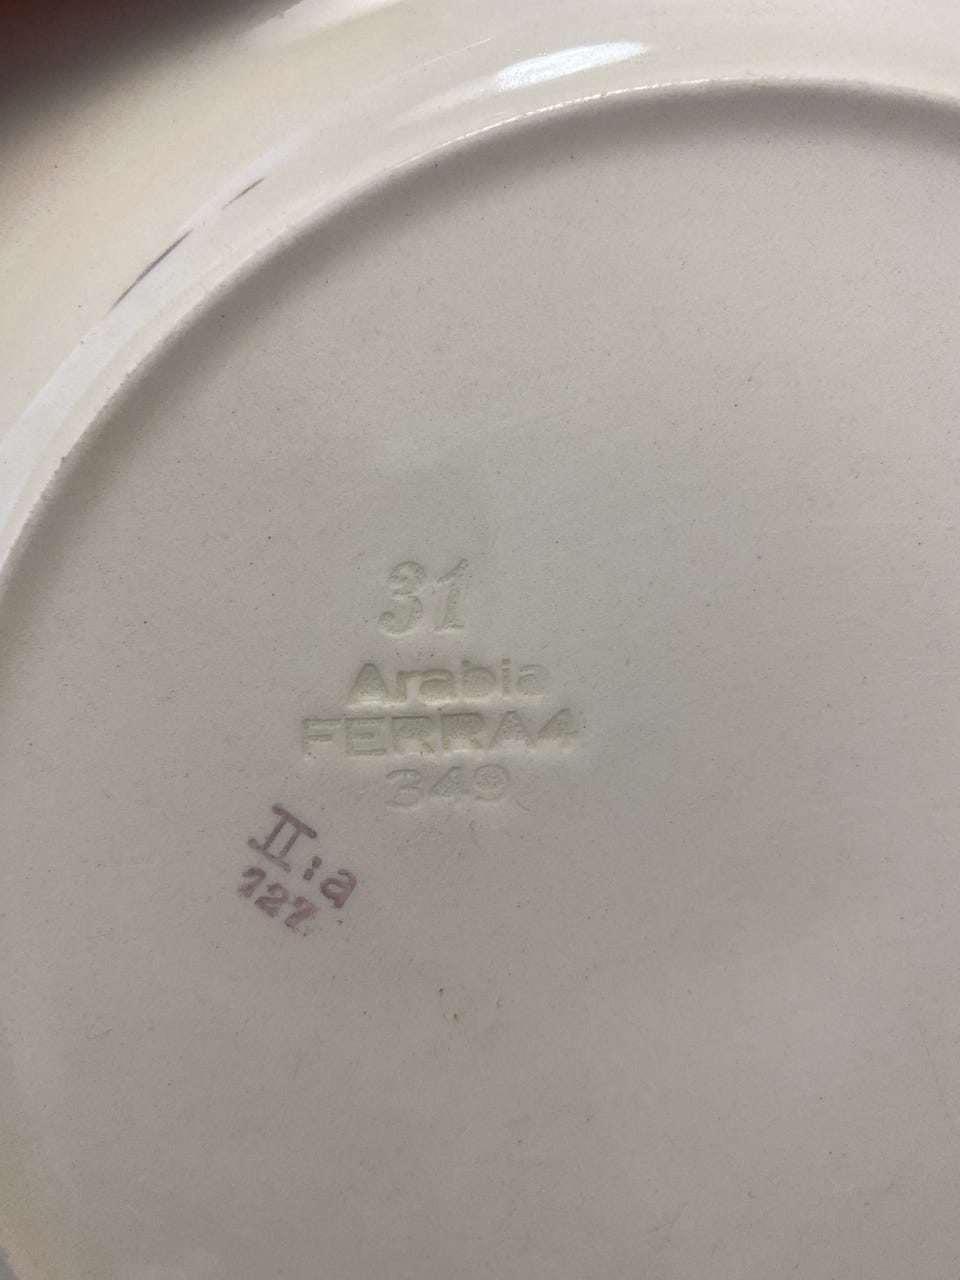 31
Arabia
FERRA4
349
II:a
127